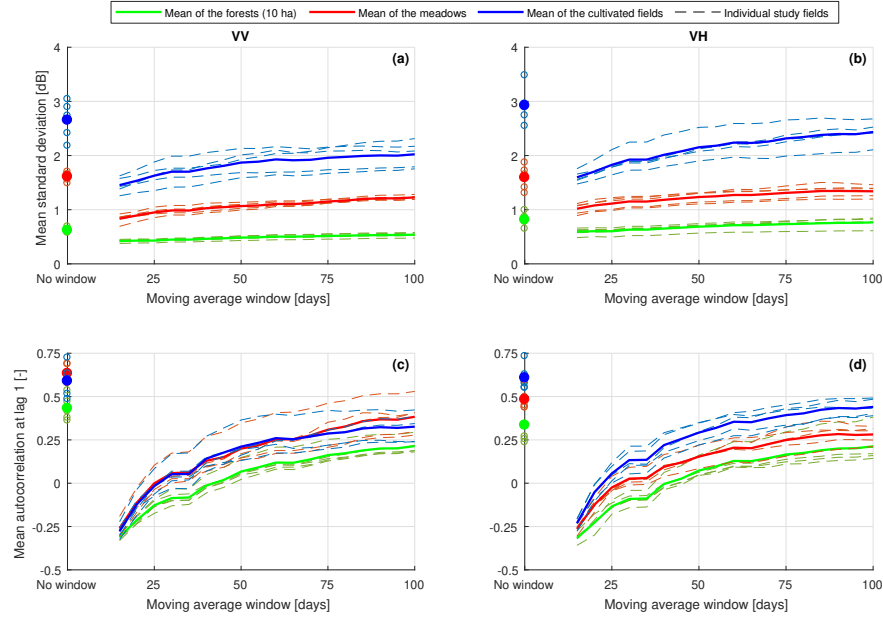 Mean of the forests (10 ha) Mean of the meadows Mean of the cultivated fields Individual study fields
VV
VH
Mean standard deviation [dB]
4
3
2
1
0
(a)
No window 25 50 75 100
Moving average window [days]
4
3
2
1
0
(b)
No window 25 50 75 100
Moving average window [days]
Mean autocorrelation at lag 1 [-]
0.75
0.5
0.25
0
-0.25
-0.5
(c)
No window 25 50 75 100
Moving average window [days]
0.75
0.5
0.25
0
-0.25
-0.5
(d)
No window 25 50 75 100
Moving average window [days]